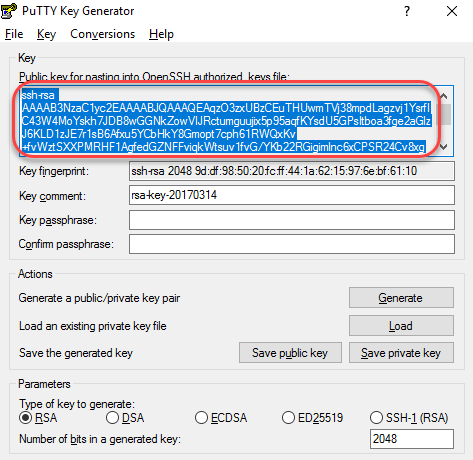 PuTTY Key Generator
File Key Conversions Help
Key
Public key for pasting into OpenSSH authorized_keys file:
ssh-rsa
AAAAB3NzaC1yc2EAAAABJQAAAQEAqzO3zxUBzCEuTHUwmTVj38mpdLagzvj1YsrfI
C43W4MoYskh7JDB8wGGNkZowVlJRctumguujix5p95aqfKYsdU5GPsItboa3fge2aGIz
J6KLD1zJE7r1sB6Afxu5YCbHkY8Gmopt7cph61RWQxKv
+fvWztSXXPMRHF1AgfedGZNFFviqkWtsuv1fvG/YKb22RGigimInc6xCPSR24Cv8xg
Key fingerprint: ssh-rsa 2048 9d:df:98:50:20:fc:ff:44:1a:62:15:97:6e:bf:61:10
Key comment: rsa-key-20170314
Key passphrase:
Confirm passphrase:
Actions
Generate a public/private key pair Generate
Load an existing private key file Load
Save the generated key Save public key Save private key
Parameters
Type of key to generate:
RSA DSA ECDSA ED25519 SSH-1 (RSA)
Number of bits in a generated key: 2048